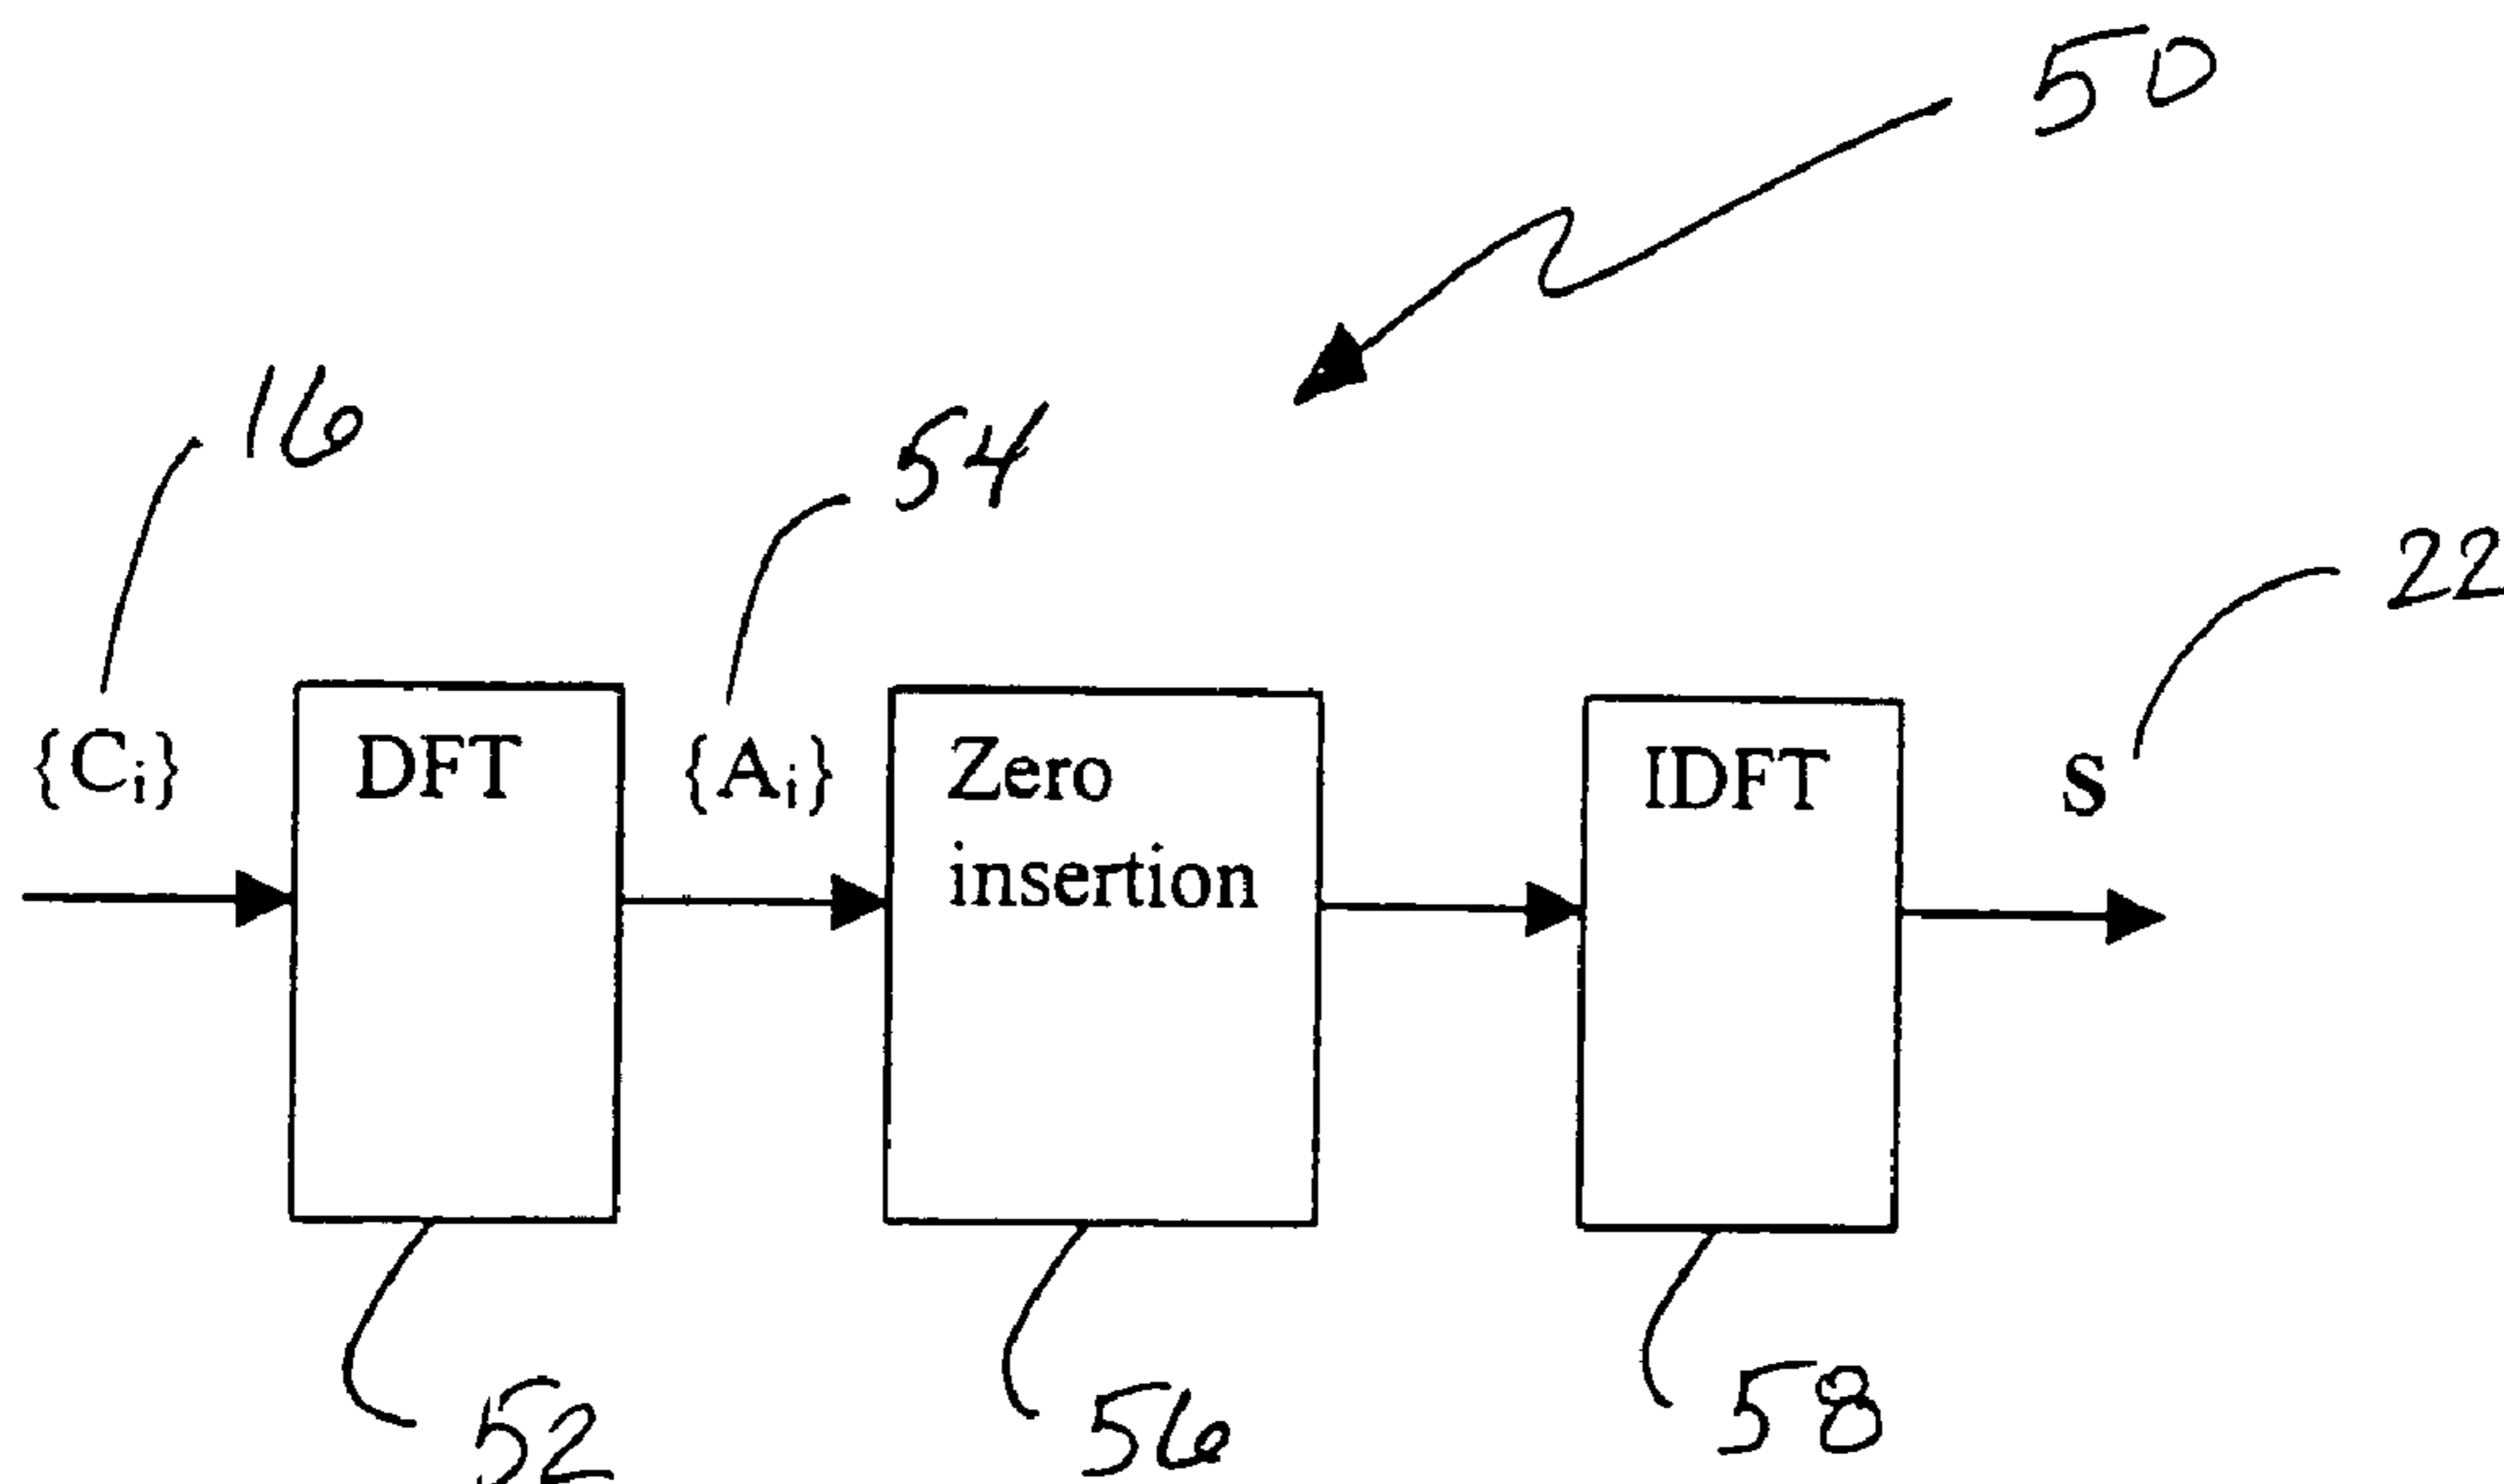 50
16
54
22
{Ci}
DFT
{Ai}
Zero
insertion
IDFT
S
52
56
58